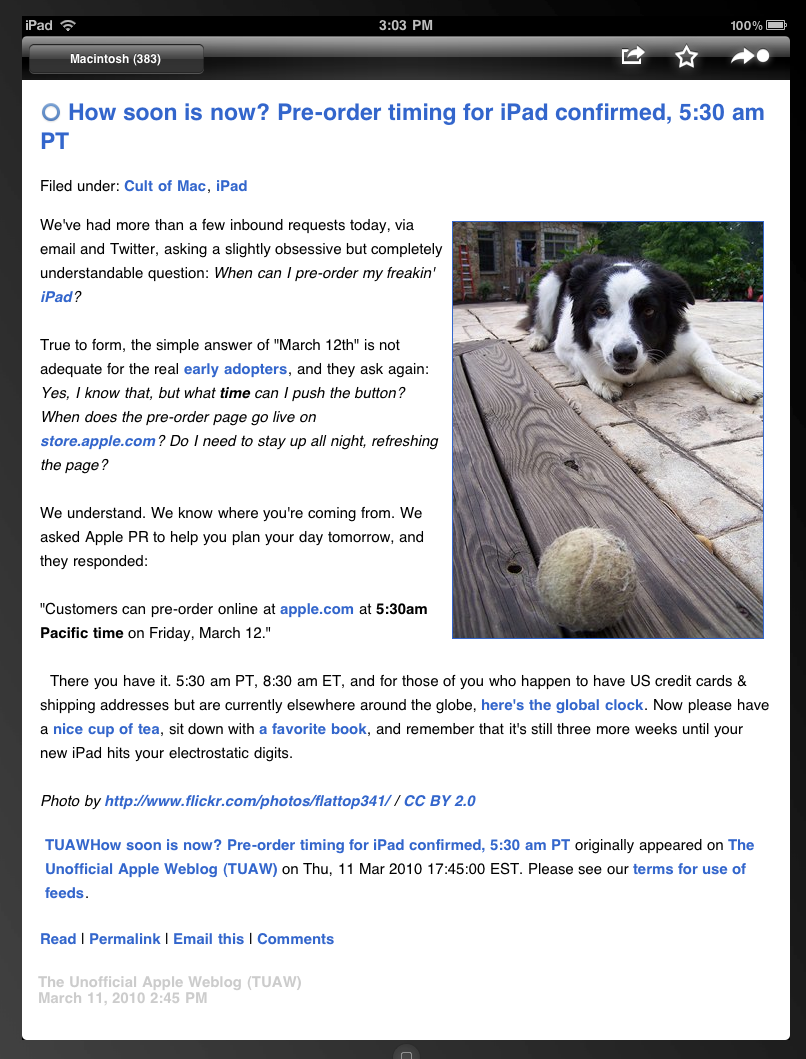 iPad 3:03 PM 100%
Macintosh (383)
How soon is now? Pre-order timing for iPad confirmed, 5:30 am
PT
Filed under: Cult of Mac, iPad
We've had more than a few inbound requests today, via
email and Twitter, asking a slightly obsessive but completely
understandable question: When can I pre-order my freakin'
iPad?
True to form, the simple answer of "March 12th" is not
adequate for the real early adopters, and they ask again:
Yes, I know that, but what time can I push the button?
When does the pre-order page go live on
store.apple.com? Do I need to stay up all night, refreshing
the page?
We understand. We know where you're coming from. We
asked Apple PR to help you plan your day tomorrow, and
they responded:
"Customers can pre-order online at apple.com at 5:30am
Pacific time on Friday, March 12."
There you have it. 5:30 am PT, 8:30 am ET, and for those of you who happen to have US credit cards &
shipping addresses but are currently elsewhere around the globe, here's the global clock. Now please have
a nice cup of tea, sit down with a favorite book, and remember that it's still three more weeks until your
new iPad hits your electrostatic digits.
Photo by http://www.flickr.com/photos/flattop341/ / CC BY 2.0
TUAWHow soon is now? Pre-order timing for iPad confirmed, 5:30 am PT originally appeared on The
Unofficial Apple Weblog (TUAW) on Thu, 11 Mar 2010 17:45:00 EST. Please see our terms for use of
feeds.
Read | Permalink | Email this | Comments
The Unofficial Apple Weblog (TUAW)
March 11, 2010 2:45 PM